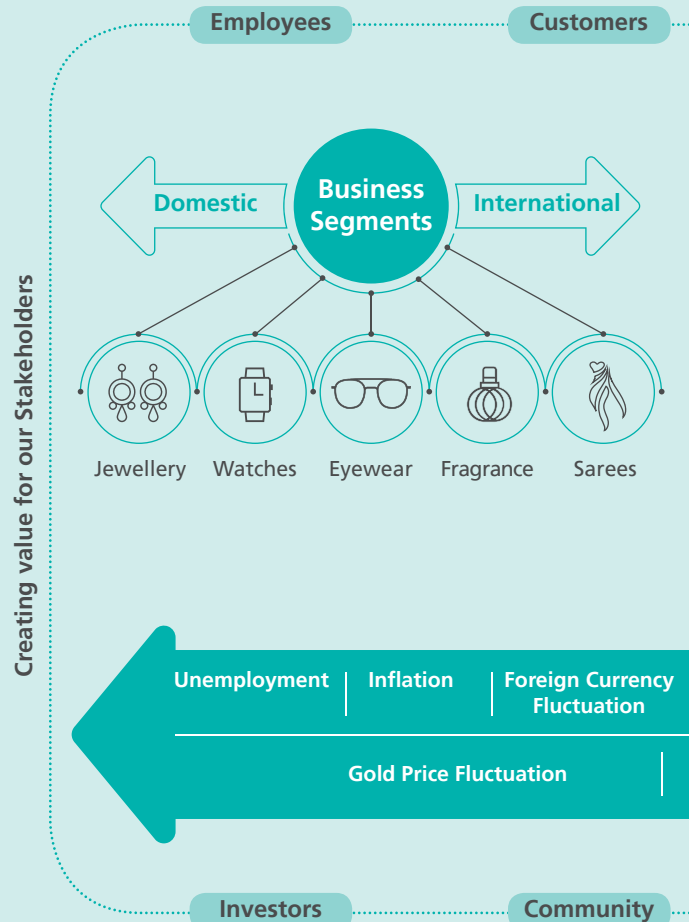 Employees
Customers
Creating value for our Stakeholders
Domestic
Business
Segments
International
Jewellery
Watches
Eyewear
Fragrance
Sarees
Unemployment
Inflation
Foreign Currency
Fluctuation
Gold Price Fluctuation
Investors
Community